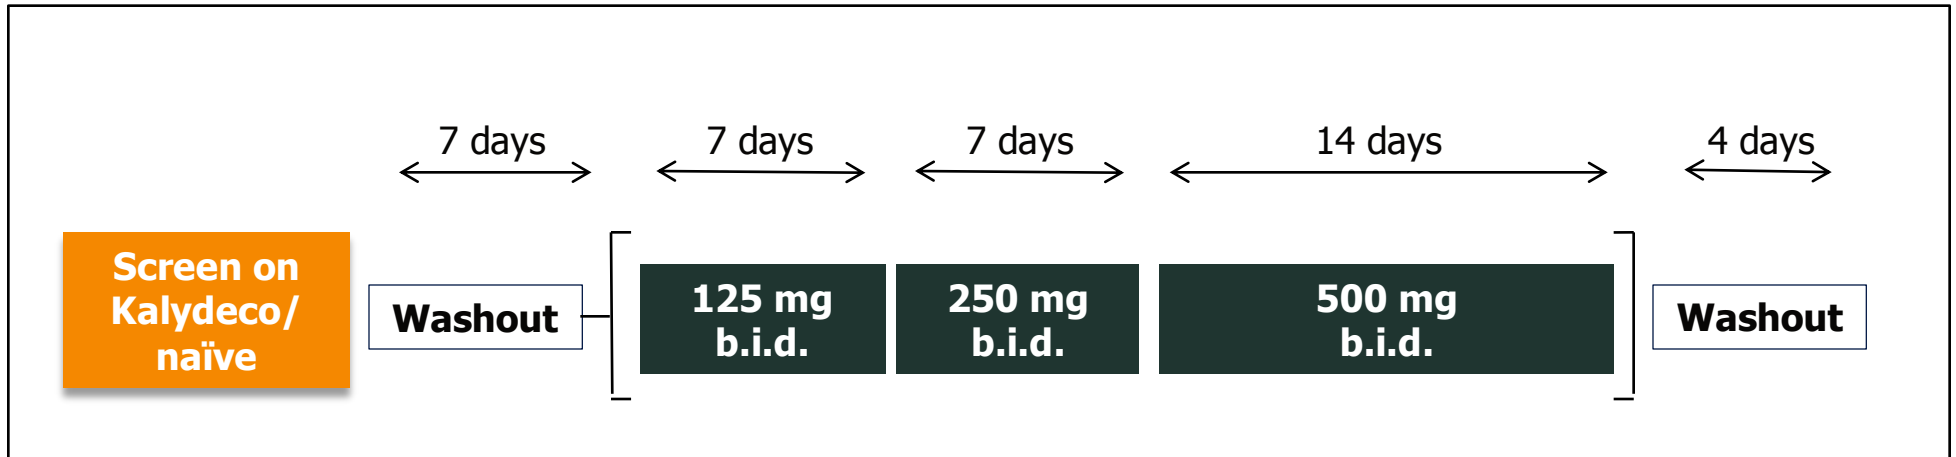 7 days
7 days
7 days
14 days
4 days
Screen on
Kalydeco/
naïve
Washout
125 mg
b.i.d.
250 mg
b.i.d.
500 mg
b.i.d.
Washout